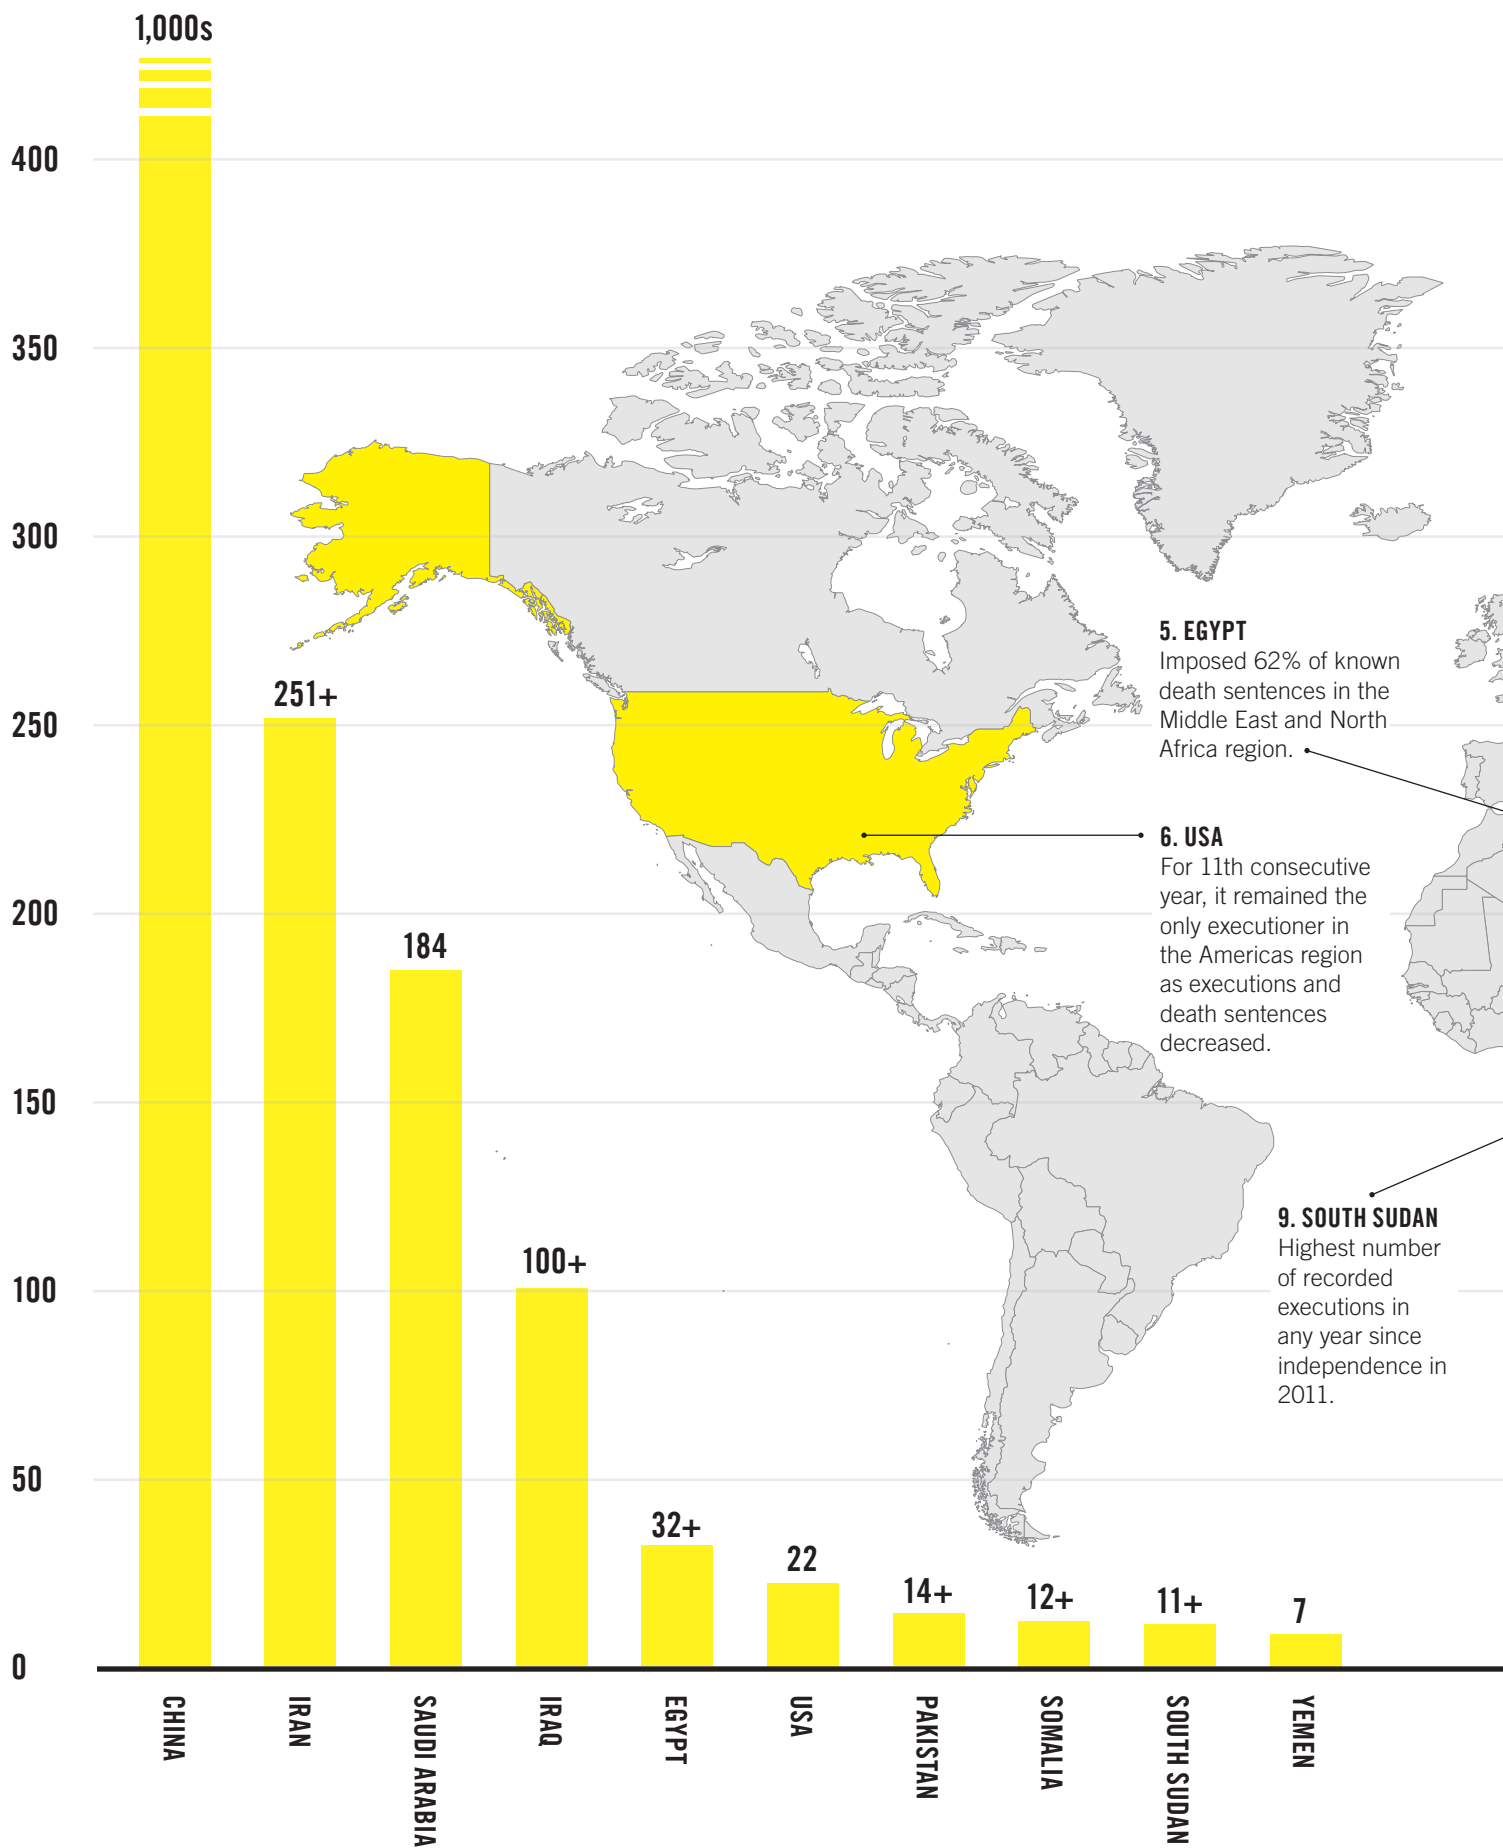 1,000s
400
350
300
250
200
150
100
50
0
251+
184
100+
32+
22
14+
12+
11+
7
CHINA
IRAN
SAUDI ARABIA
IRAQ
EGYPT
USA
PAKISTAN
SOMALIA
SOUTH SUDAN
YEMEN
5. EGYPT
Imposed 62% of known
death sentences in the
Middle East and North
Africa region.
6. USA
For 11th consecutive
year, it remained the
only executioner in
the Americas region
as executions and
death sentences
decreased.
9. SOUTH SUDAN
Highest number
of recorded
executions in
any year since
independence in
2011.